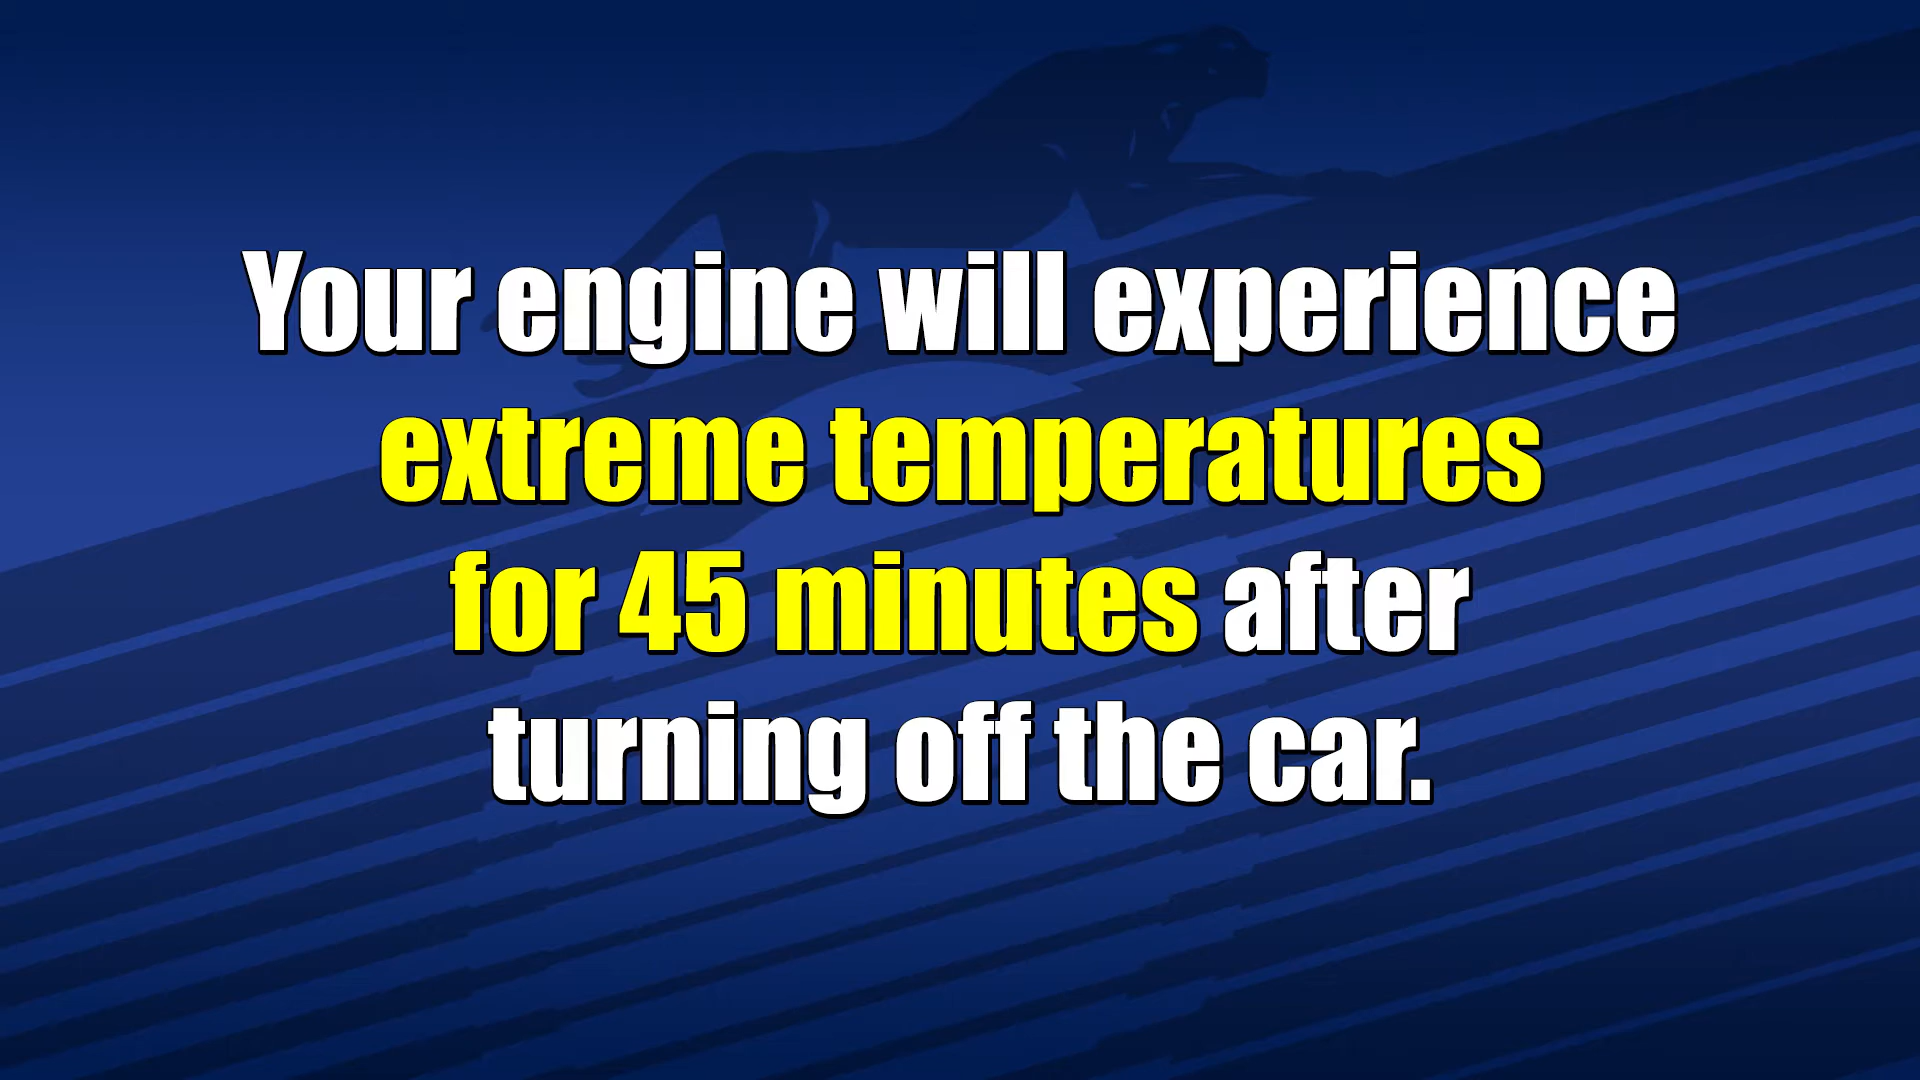 Your engine will experience
extreme temperatures
for 45 minutes after
turning off the car.